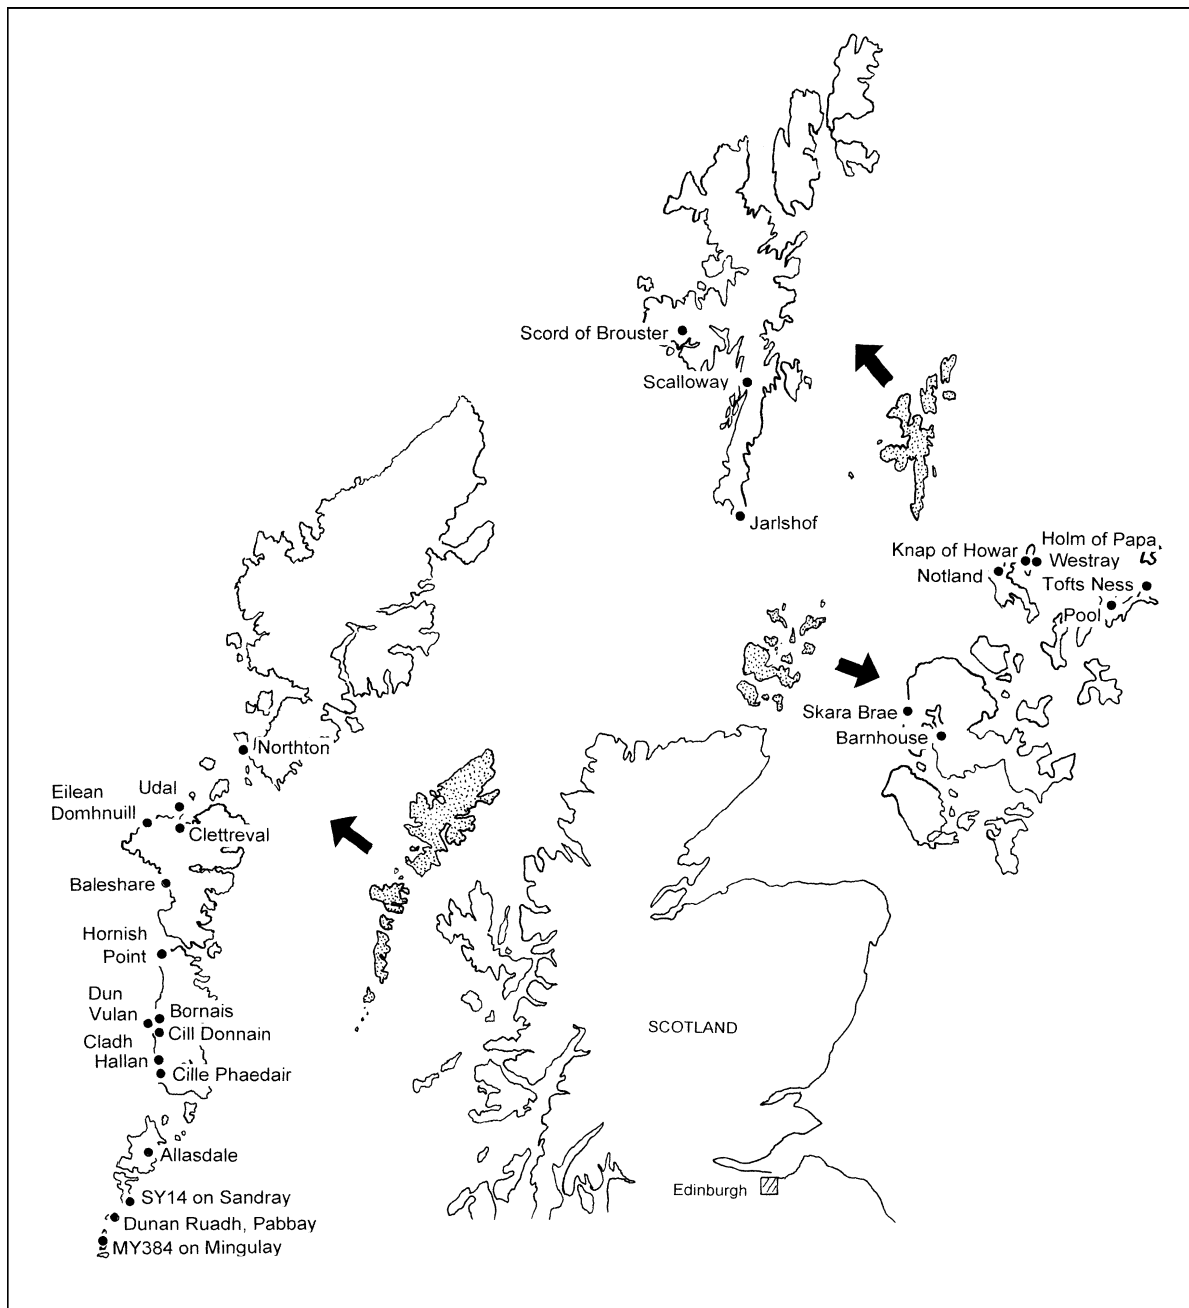 Scord of Brouster
Scalloway
Jarlshof
Knap of Howar
Holm of Papa
Westray
Notland
Tofts Ness
Pool
Skara Brae
Barnhouse
Northton
Eilean
Domhnuill
Udal
Clettreval
Baleshare
Hornish
Point
Dun
Vulan
Bornais
Cill Donnain
Cladh
Hallan
Cille Phaedair
Allasdale
SY14 on Sandray
Dunan Ruadh, Pabbay
MY384 on Mingulay
SCOTLAND
Edinburgh